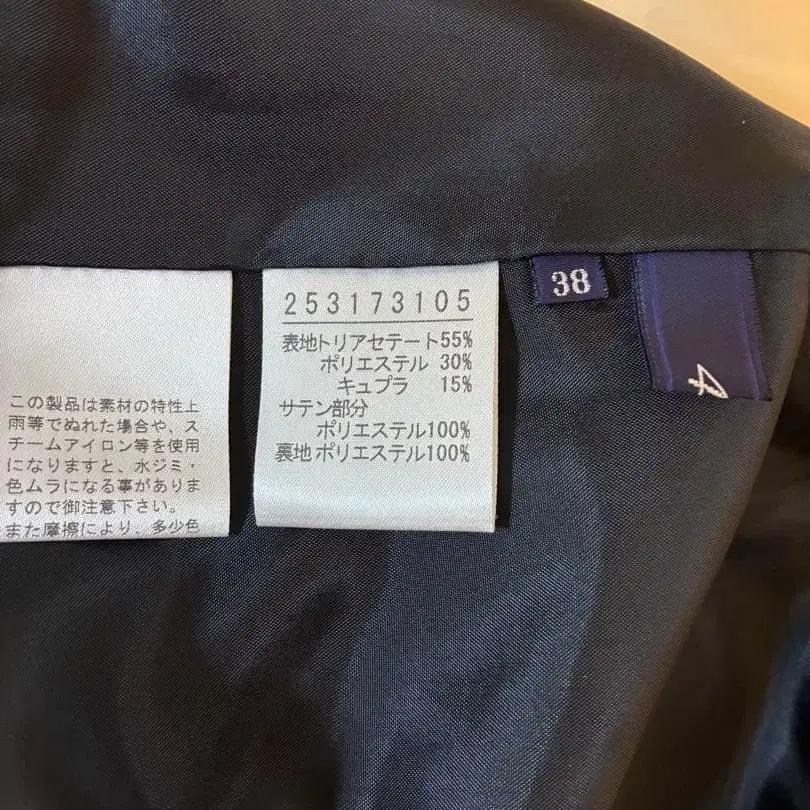 この製品は素材の特性上
雨等でぬれた場合や、ス
チームアイロン等を使用
になりますと、水ジミ・
色ムラになる事がありま
すので御注意下さい。
また摩擦により、多少色
253173105
表地トリアセテート55%
ポリエステル 30%
キュプラ 15%
サテン部分
ポリエステル100%
裏地 ポリエステル100%
38